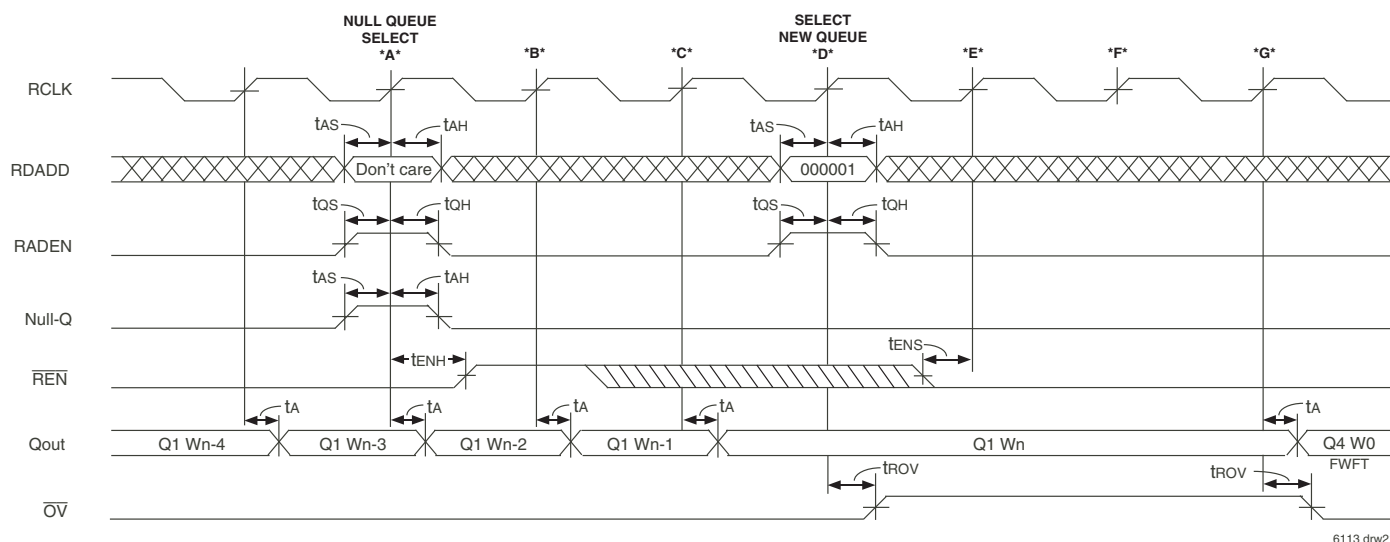 NULL QUEUE
SELECT
*A*
*B*
*C*
SELECT
NEW QUEUE
*D*
*E*
*F*
*G*
RCLK
tAS
tAH
tAS
tAH
RDADD
Don't care
000001
tQS
tQH
tQS
tQH
RADEN
tAS
tAH
Null-Q
tENH
tENS
REN
tA
tA
tA
tA
tA
Qout
Q1 Wn-4
Q1 Wn-3
Q1 Wn-2
Q1 Wn-1
Q1 Wn
Q4 W0
FWFT
tROV
tROV
OV
6113 drw2